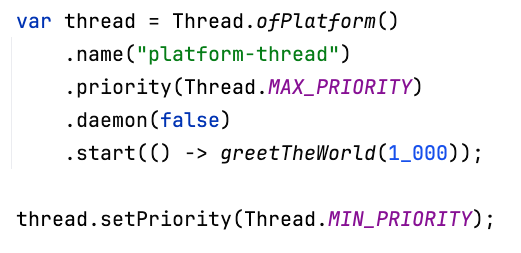 var thread = Thread.ofPlatform()
.name("platform-thread")
.priority(Thread.MAX_PRIORITY)
.daemon(false)
.start(() -> greetTheWorld(1_000));
thread.setPriority(Thread.MIN_PRIORITY);